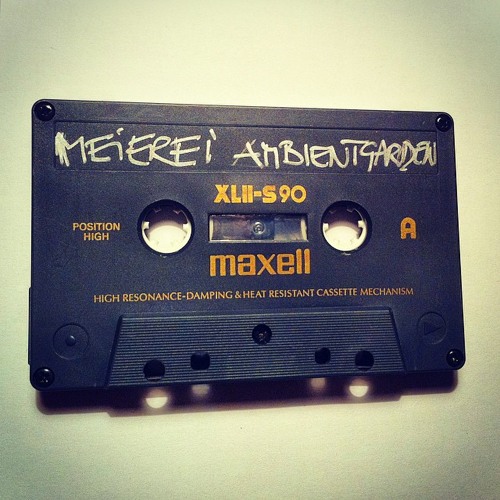 MEiEREi AMBIENTGARDEN
XLII-S 90
POSITION
HIGH
A
maxell
HIGH RESONANCE-DAMPING & HEAT RESISTANT CASSETTE MECHANISM